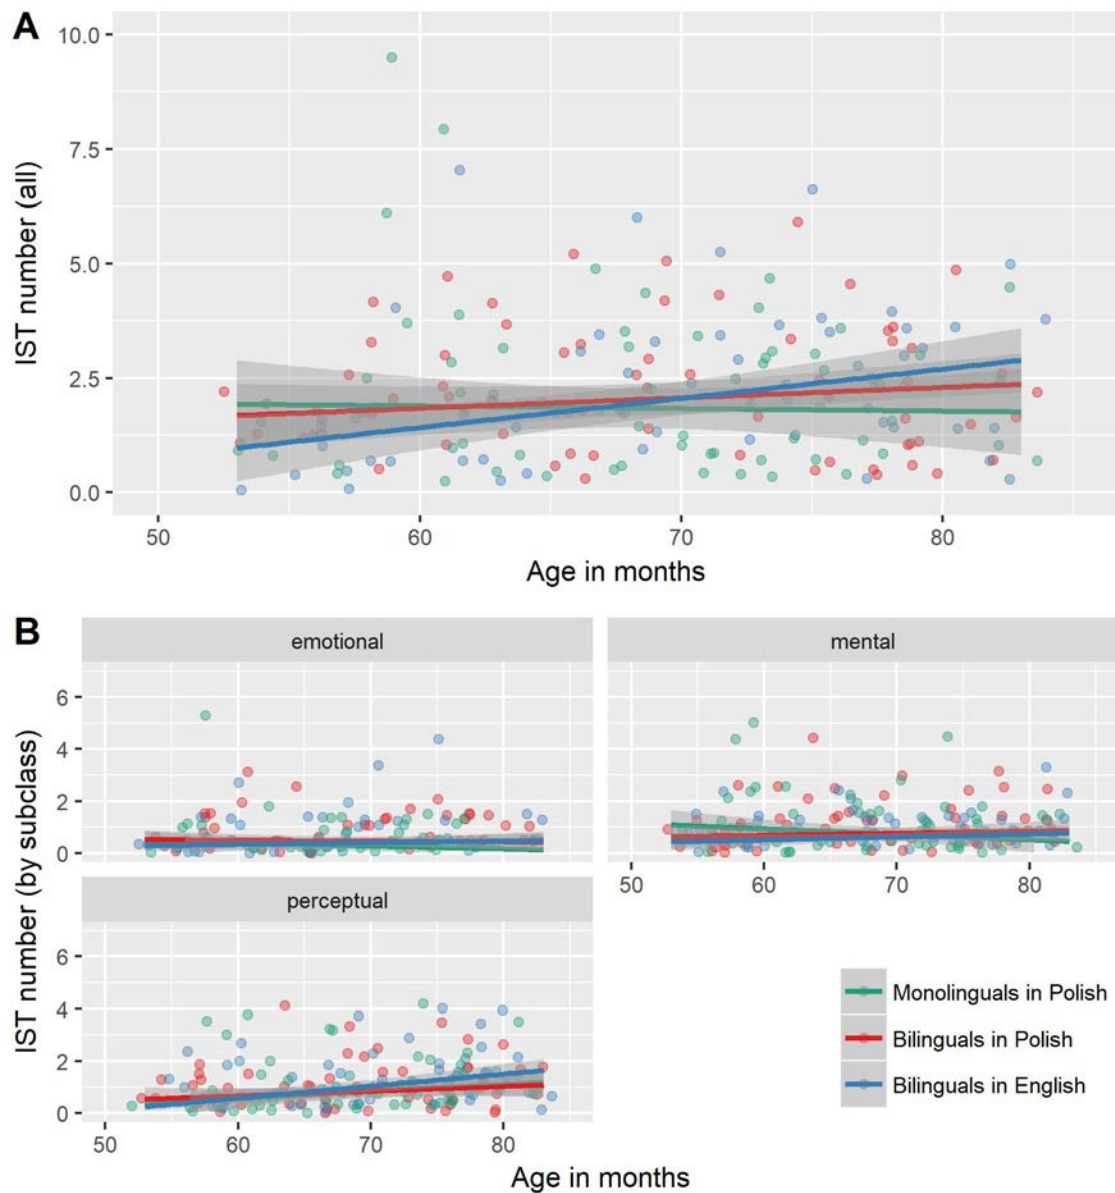 A
10.0
7.5
5.0
2.5
0.0
IST number (all)
50 60 70 80
Age in months
B
emotional mental
6
4
2
0
50 60 70 80
perceptual
6
4
2
0
50 60 70 80
IST number (by subclass)
Age in months
Monolinguals in Polish
Bilinguals in Polish
Bilinguals in English